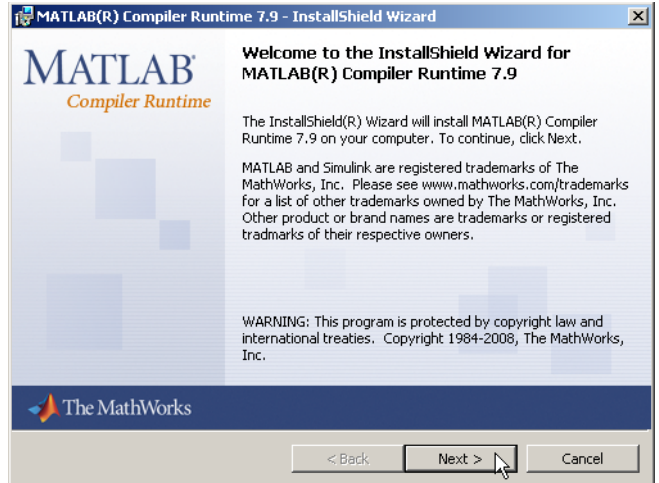 MATLAB(R) Compiler Runtime 7.9 - InstallShield Wizard
MATLAB®
Compiler Runtime
Welcome to the InstallShield Wizard for
MATLAB(R) Compiler Runtime 7.9
The InstallShield(R) Wizard will install MATLAB(R) Compiler
Runtime 7.9 on your computer. To continue, click Next.
MATLAB and Simulink are registered trademarks of The
MathWorks, Inc.  Please see www.mathworks.com/trademarks
for a list of other trademarks owned by The MathWorks, Inc.
Other product or brand names are trademarks or registered
tradmarks of their respective owners.
WARNING: This program is protected by copyright law and
international treaties.  Copyright 1984-2008, The MathWorks,
Inc.
The MathWorks
< Back
Next >
Cancel